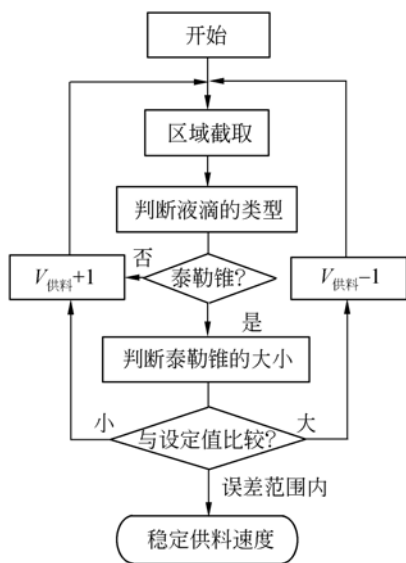 开始
区域截取
判断液滴的类型
否
泰勒锥?
V供料+1
V供料−1
是
判断泰勒锥的大小
小
与设定值比较?
大
误差范围内
稳定供料速度